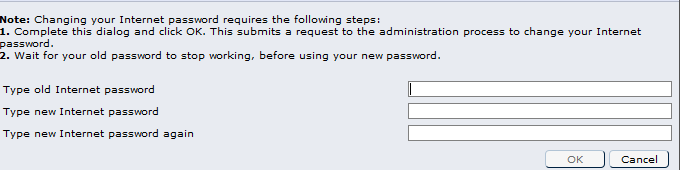 Note: Changing your Internet password requires the following steps:
1. Complete this dialog and click OK. This submits a request to the administration process to change your Internet
password.
2. Wait for your old password to stop working, before using your new password.
Type old Internet password
Type new Internet password
Type new Internet password again
OK Cancel